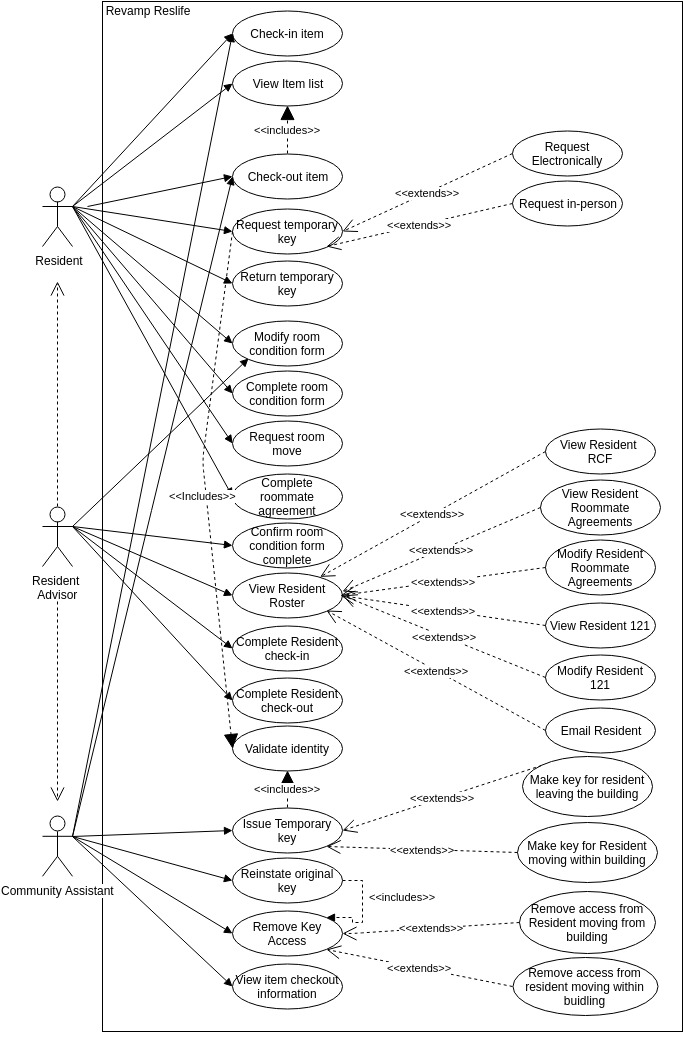 Revamp Reslife
Check-in item
View Item list
<<includes>>
Check-out item
Request
Electronically
<<extends>>
Request in-person
<<extends>>
Request temporary
key
Resident
Return temporary
key
Modify room
condition form
Complete room
condition form
Request room
move
View Resident
RCF
<<Includes>>
Complete
roommate
agreement
View Resident
Roommate
Agreements
<<extends>>
Confirm room
condition form
complete
<<extends>>
Modify Resident
Roommate
Agreements
Resident
Advisor
View Resident
Roster
<<extends>>
<<extends>>
View Resident 121
<<extends>>
Complete Resident
check-in
<<extends>>
Modify Resident
121
Complete Resident
check-out
Email Resident
Validate identity
<<includes>>
<<extends>>
Make key for resident
leaving the building
Issue Temporary
key
<<extends>>
Make key for Resident
moving within building
Community Assistant
Reinstate original
key
<<includes>>
Remove Key
Access
<<extends>>
Remove access from
Resident moving from
building
<<extends>>
View item checkout
information
Remove access from
resident moving within
buidling